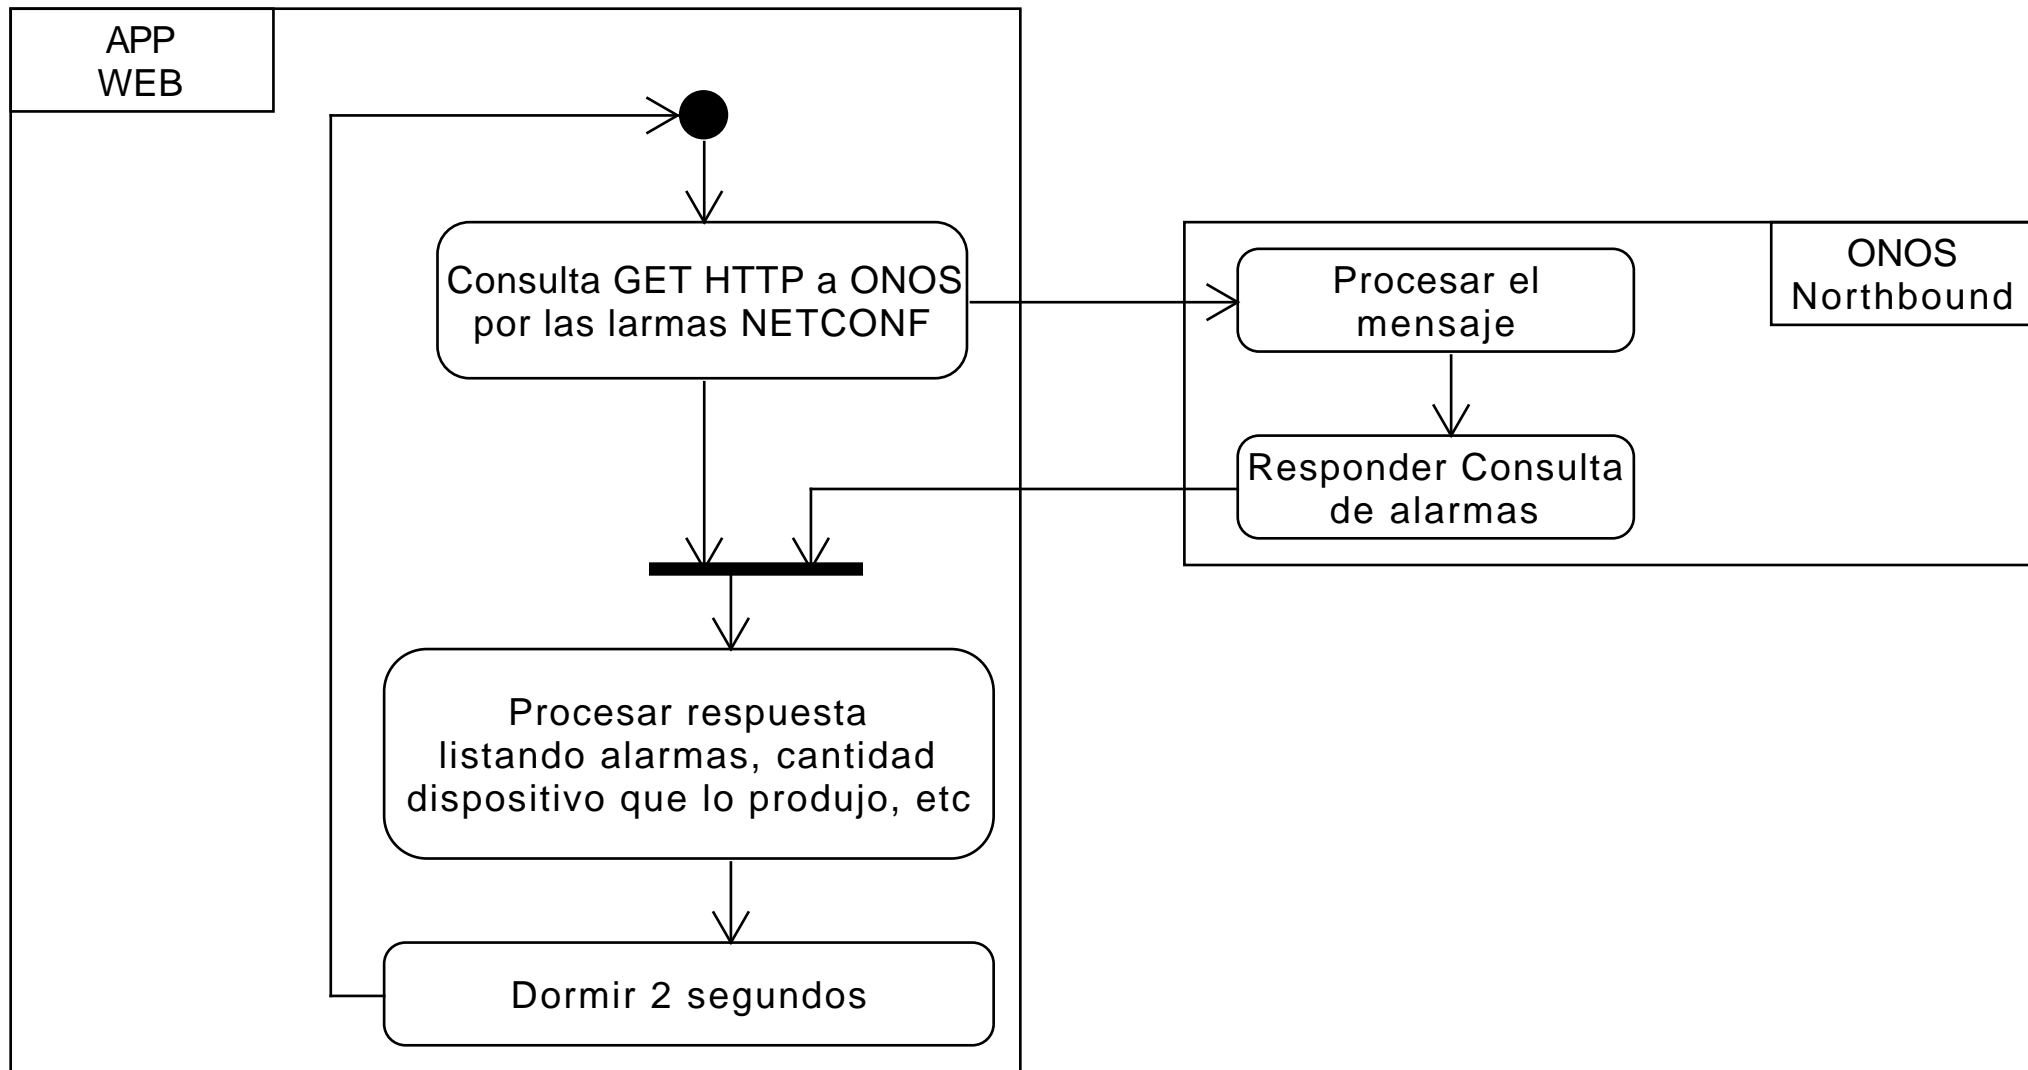 APP
WEB
Consulta GET HTTP a ONOS
por las larmas NETCONF
Procesar el
mensaje
ONOS
Northbound
Responder Consulta
de alarmas
Procesar respuesta
listando alarmas, cantidad
dispositivo que lo produjo, etc
Dormir 2 segundos